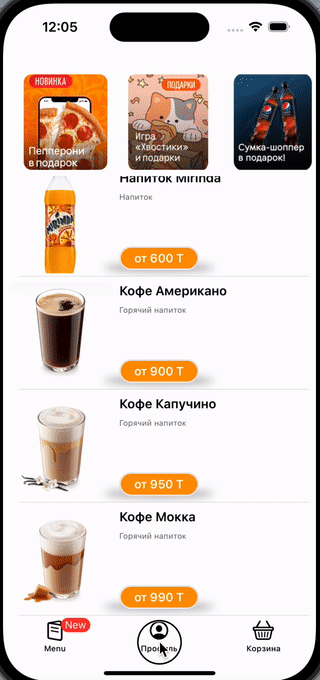 12:05
НОВИНКА
Пепперони
в подарок
ПОДАРКИ
Игра
«Хвостики»
и подарки
Сумка-шоппер
в подарок!
Напиток Mirinda
Напиток
MIRINDA
от 600 Т
Кофе Американо
Горячий напиток
от 900 Т
Кофе Капучино
Горячий напиток
от 950 Т
Кофе Мокка
Горячий напиток
от 990 Т
New
Menu
Профиль
Корзина